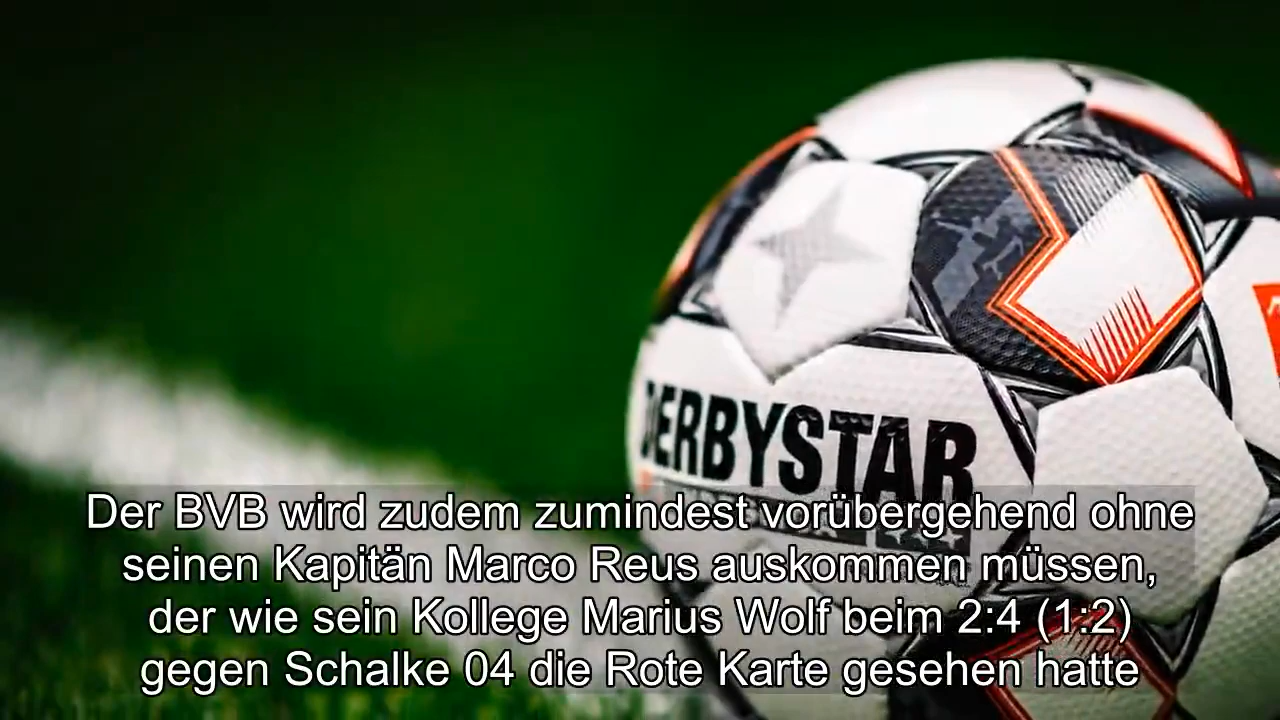 DERBYSTAR
Der BVB wird zudem zumindest vorübergehend ohne
seinen Kapitän Marco Reus auskommen müssen,
der wie sein Kollege Marius Wolf beim 2:4 (1:2)
gegen Schalke 04 die Rote Karte gesehen hatte